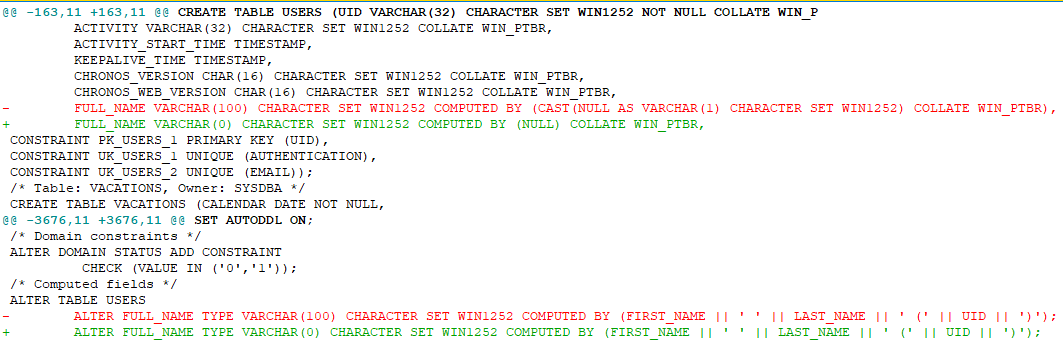 @@ -163,11 +163,11 @@ CREATE TABLE USERS (UID VARCHAR(32) CHARACTER SET WIN1252 NOT NULL COLLATE WIN_P
ACTIVITY VARCHAR(32) CHARACTER SET WIN1252 COLLATE WIN_PTBR,
ACTIVITY_START_TIME TIMESTAMP,
KEEPALIVE_TIME TIMESTAMP,
CHRONOS_VERSION CHAR(16) CHARACTER SET WIN1252 COLLATE WIN_PTBR,
CHRONOS_WEB_VERSION CHAR(16) CHARACTER SET WIN1252 COLLATE WIN_PTBR,
- FULL_NAME VARCHAR(100) CHARACTER SET WIN1252 COMPUTED BY (CAST(NULL AS VARCHAR(1) CHARACTER SET WIN1252) COLLATE WIN_PTBR),
+ FULL_NAME VARCHAR(0) CHARACTER SET WIN1252 COMPUTED BY (NULL) COLLATE WIN_PTBR,
CONSTRAINT PK_USERS_1 PRIMARY KEY (UID),
CONSTRAINT UK_USERS_1 UNIQUE (AUTHENTICATION),
CONSTRAINT UK_USERS_2 UNIQUE (EMAIL));
/* Table: VACATIONS, Owner: SYSDBA */
CREATE TABLE VACATIONS (CALENDAR DATE NOT NULL,
@@ -3676,11 +3676,11 @@ SET AUTODDL ON;
/* Domain constraints */
ALTER DOMAIN STATUS ADD CONSTRAINT
CHECK (VALUE IN ('0','1'));
/* Computed fields */
ALTER TABLE USERS
- ALTER FULL_NAME TYPE VARCHAR(100) CHARACTER SET WIN1252 COMPUTED BY (FIRST_NAME || ' ' || LAST_NAME || ' (' || UID || ')');
+ ALTER FULL_NAME TYPE VARCHAR(0) CHARACTER SET WIN1252 COMPUTED BY (FIRST_NAME || ' ' || LAST_NAME || ' (' || UID || ')');